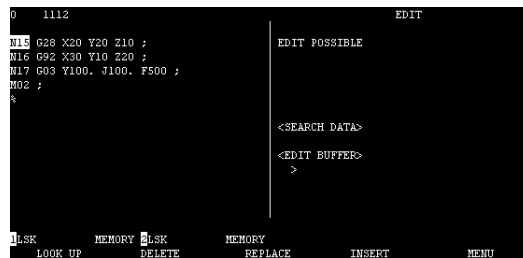 O 1112 EDIT
N15 G28 X20 Y20 Z10 ;
N16 G92 X30 Y10 Z20 ;
N17 G03 Y100. J100. F500 ;
M02 ;
%
EDIT POSSIBLE
<SEARCH DATA>
<EDIT BUFFER>
>
1LSK MEMORY 2LSK MEMORY
LOOK UP DELETE REPLACE INSERT MENU